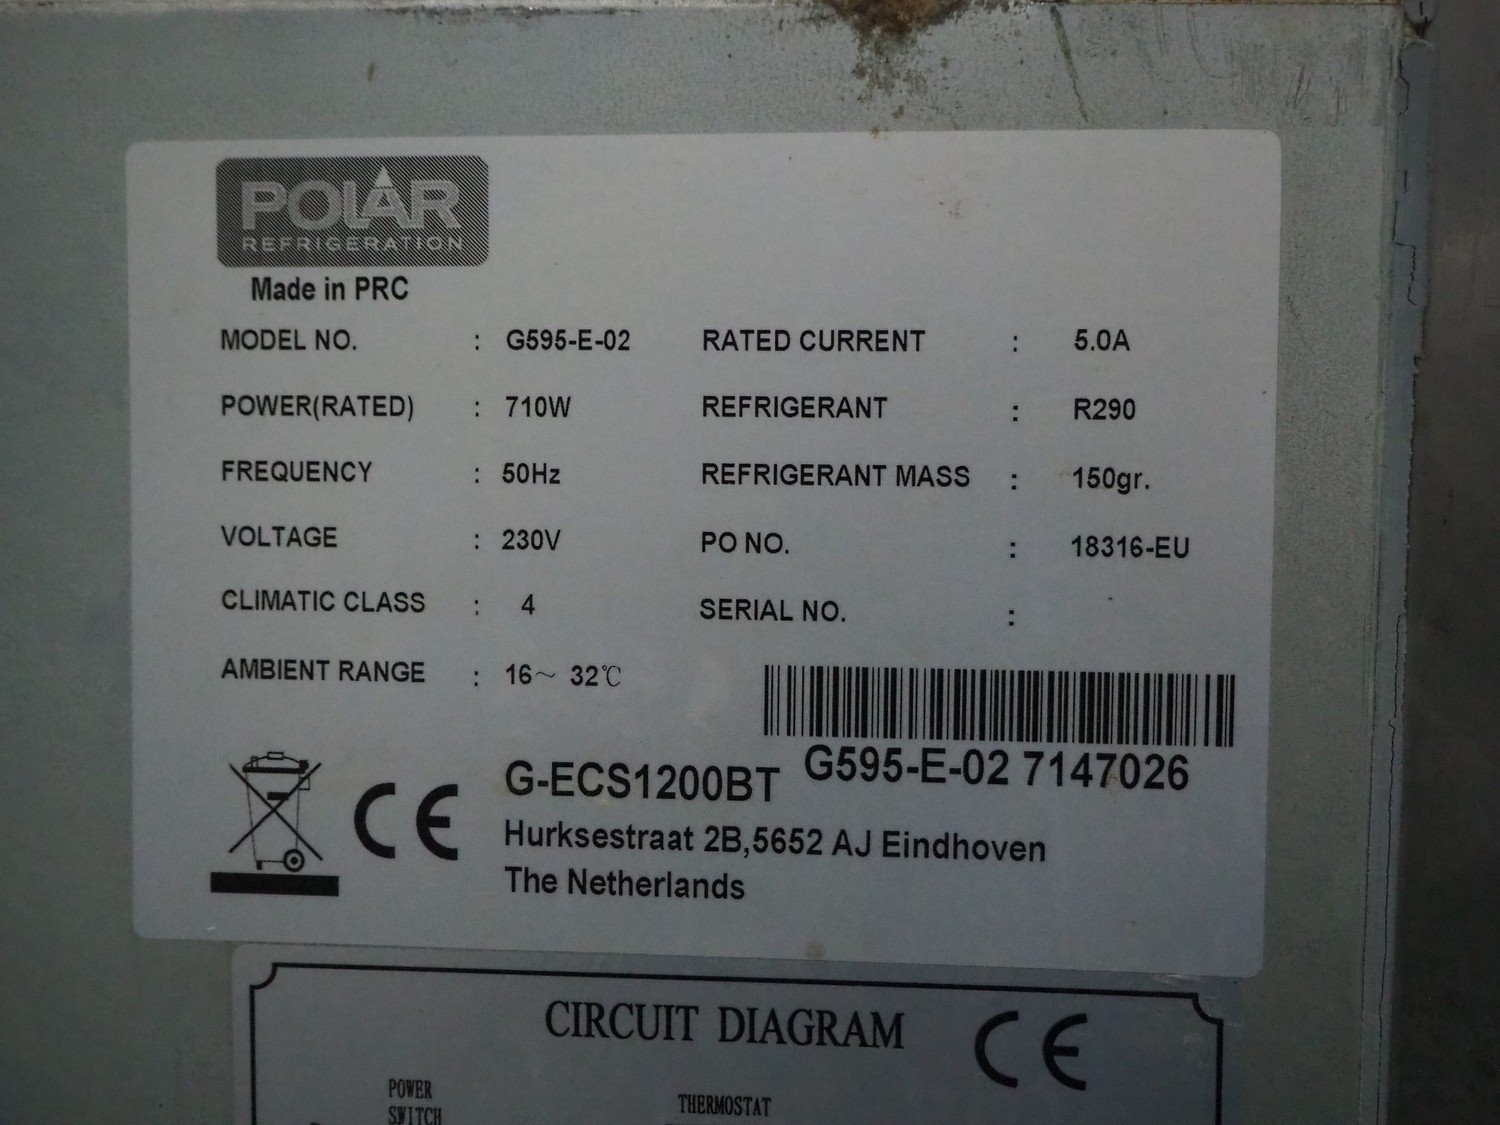 POLAR
REFRIGERATION
Made in PRC
MODEL NO. : G595-E-02 RATED CURRENT : 5.0A
POWER(RATED) : 710W REFRIGERANT : R290
FREQUENCY : 50Hz REFRIGERANT MASS : 150gr.
VOLTAGE : 230V PO NO. : 18316-EU
CLIMATIC CLASS : 4 SERIAL NO. :
AMBIENT RANGE : 16~ 32℃
G595-E-02 7147026
CE G-ECS1200BT
Hurksestraat 2B,5652 AJ Eindhoven
The Netherlands
CIRCUIT DIAGRAM CE
POWER
SWITCH THERMOSTAT